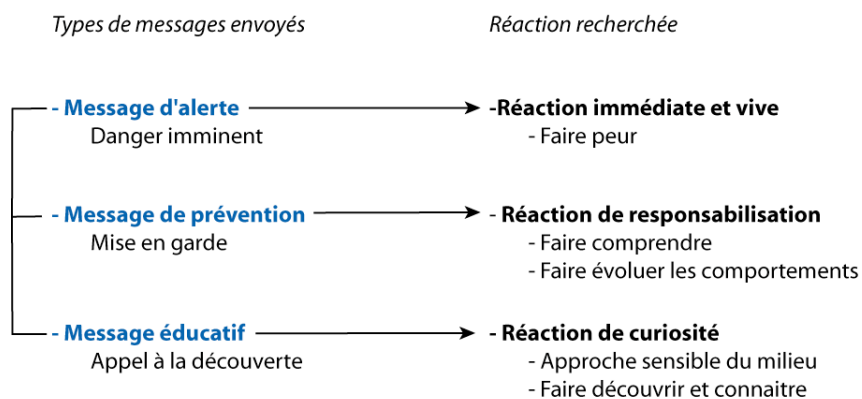 Types de messages envoyés
Réaction recherchée
- Message d'alerte
-Réaction immédiate et vive
Danger imminent
- Faire peur
- Message de prévention
- Réaction de responsabilisation
Mise en garde
- Faire comprendre
- Faire évoluer les comportements
- Message éducatif
- Réaction de curiosité
Appel à la découverte
- Approche sensible du milieu
- Faire découvrir et connaitre